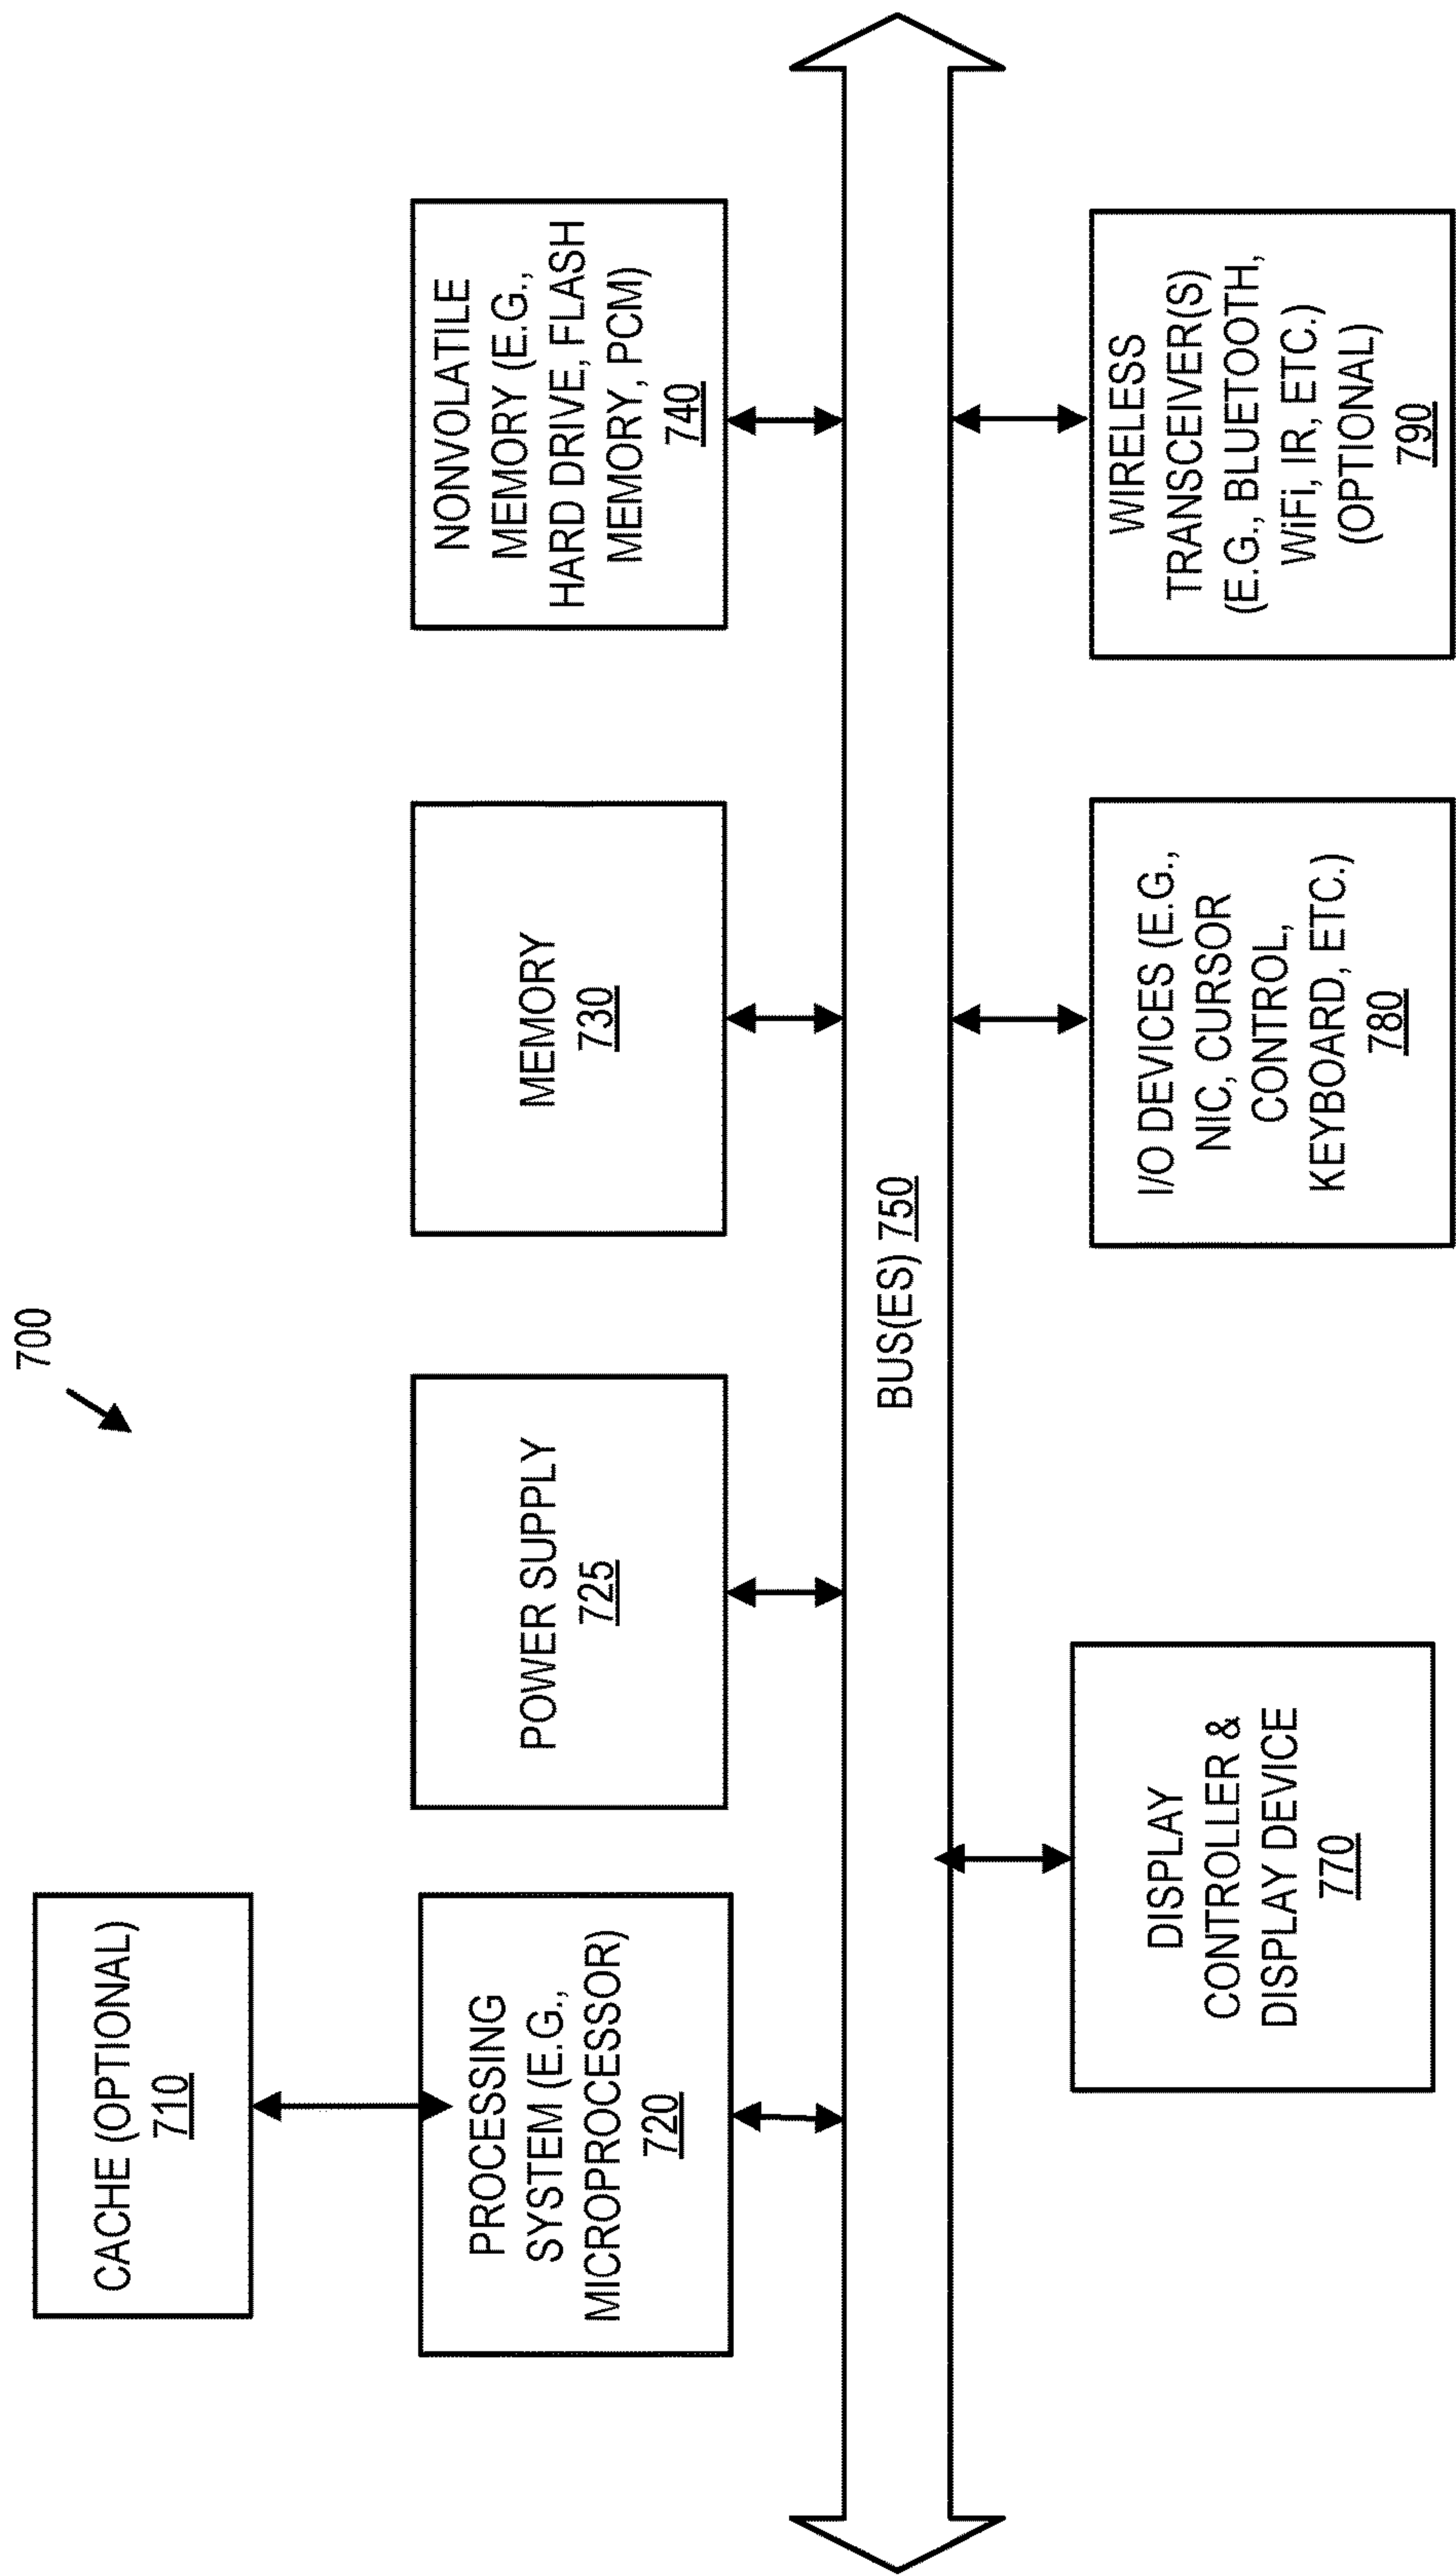 700
CACHE (OPTIONAL)
710
PROCESSING
SYSTEM (E.G.,
MICROPROCESSOR)
720
POWER SUPPLY
725
MEMORY
730
NONVOLATILE
MEMORY (E.G.,
HARD DRIVE, FLASH
MEMORY, PCM)
740
BUS(ES) 750
DISPLAY
CONTROLLER &
DISPLAY DEVICE
770
I/O DEVICES (E.G.,
NIC, CURSOR
CONTROL,
KEYBOARD, ETC.)
780
WIRELESS
TRANSCEIVER(S)
(E.G., BLUETOOTH,
WiFi, IR, ETC.)
(OPTIONAL)
790